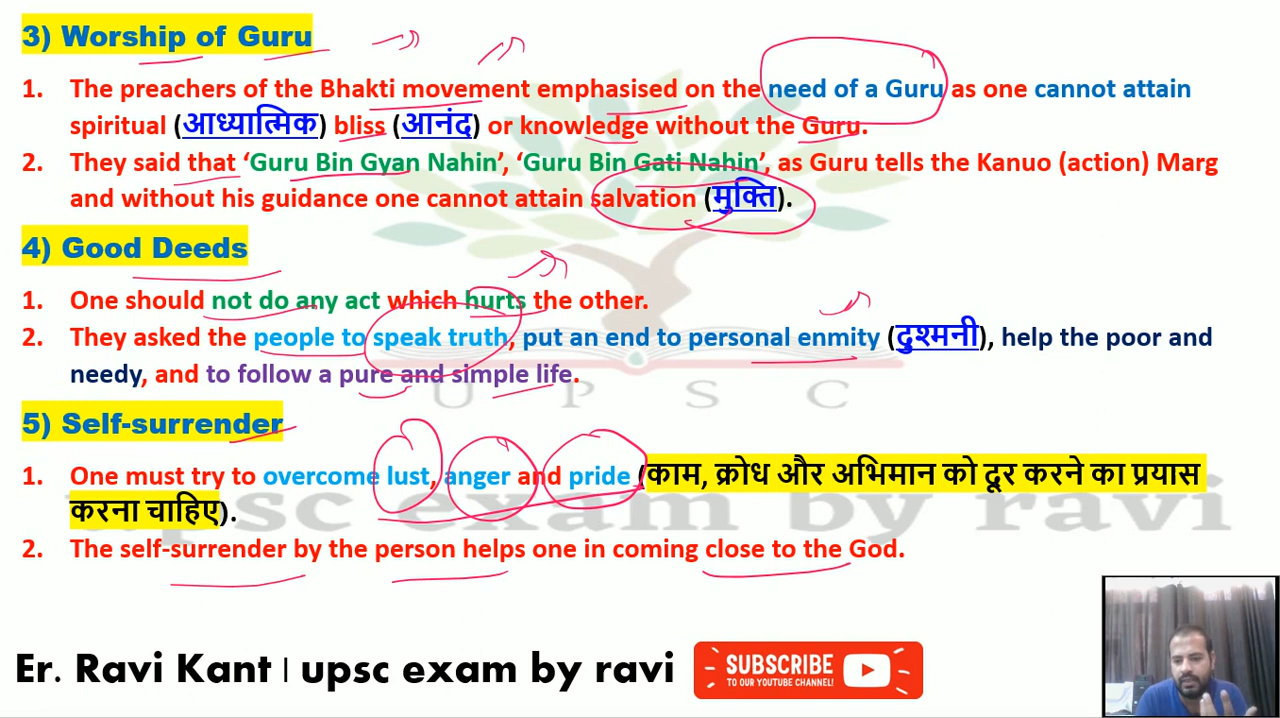 3) Worship of Guru
1. The preachers of the Bhakti movement emphasised on the need of a Guru as one cannot attain
spiritual (आध्यात्मिक) bliss (आनंद) or knowledge without the Guru.
2. They said that ‘Guru Bin Gyan Nahin’, ‘Guru Bin Gati Nahin’, as Guru tells the Kanuo (action) Marg
and without his guidance one cannot attain salvation (मुक्ति).
4) Good Deeds
1. One should not do any act which hurts the other.
2. They asked the people to speak truth, put an end to personal enmity (दुश्मनी), help the poor and
needy, and to follow a pure and simple life.
UPSC
5) Self-surrender
1. One must try to overcome lust, anger and pride (काम, क्रोध और अभिमान को दूर करने का प्रयास
करना चाहिए).
upsc exam by ravi
2. The self-surrender by the person helps one in coming close to the God.
Er. Ravi Kant | upsc exam by ravi
SUBSCRIBE
TO OUR YOUTUBE CHANNEL!